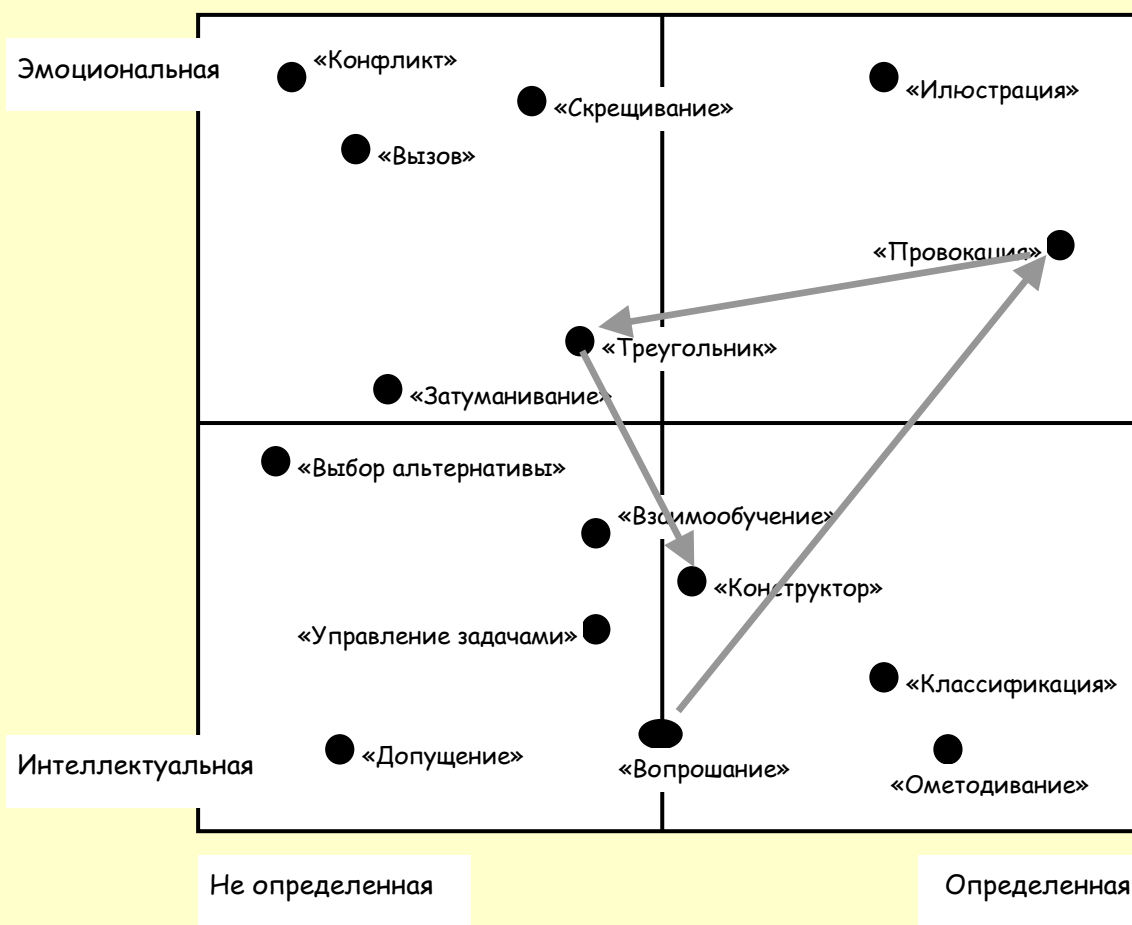 «Конфликт»
Эмоциональная
«Илюстрация»
«Скрещивание»
«Вызов»
«Провокация»
«Треугольник»
«Затуманивание»
«Выбор альтернативы»
«Взаимообучение»
«Конструктор»
«Управление задачами»
«Классификация»
«Допущение»
Интеллектуальная
«Вопрошание»
«Ометодивание»
Не определенная
Определенная